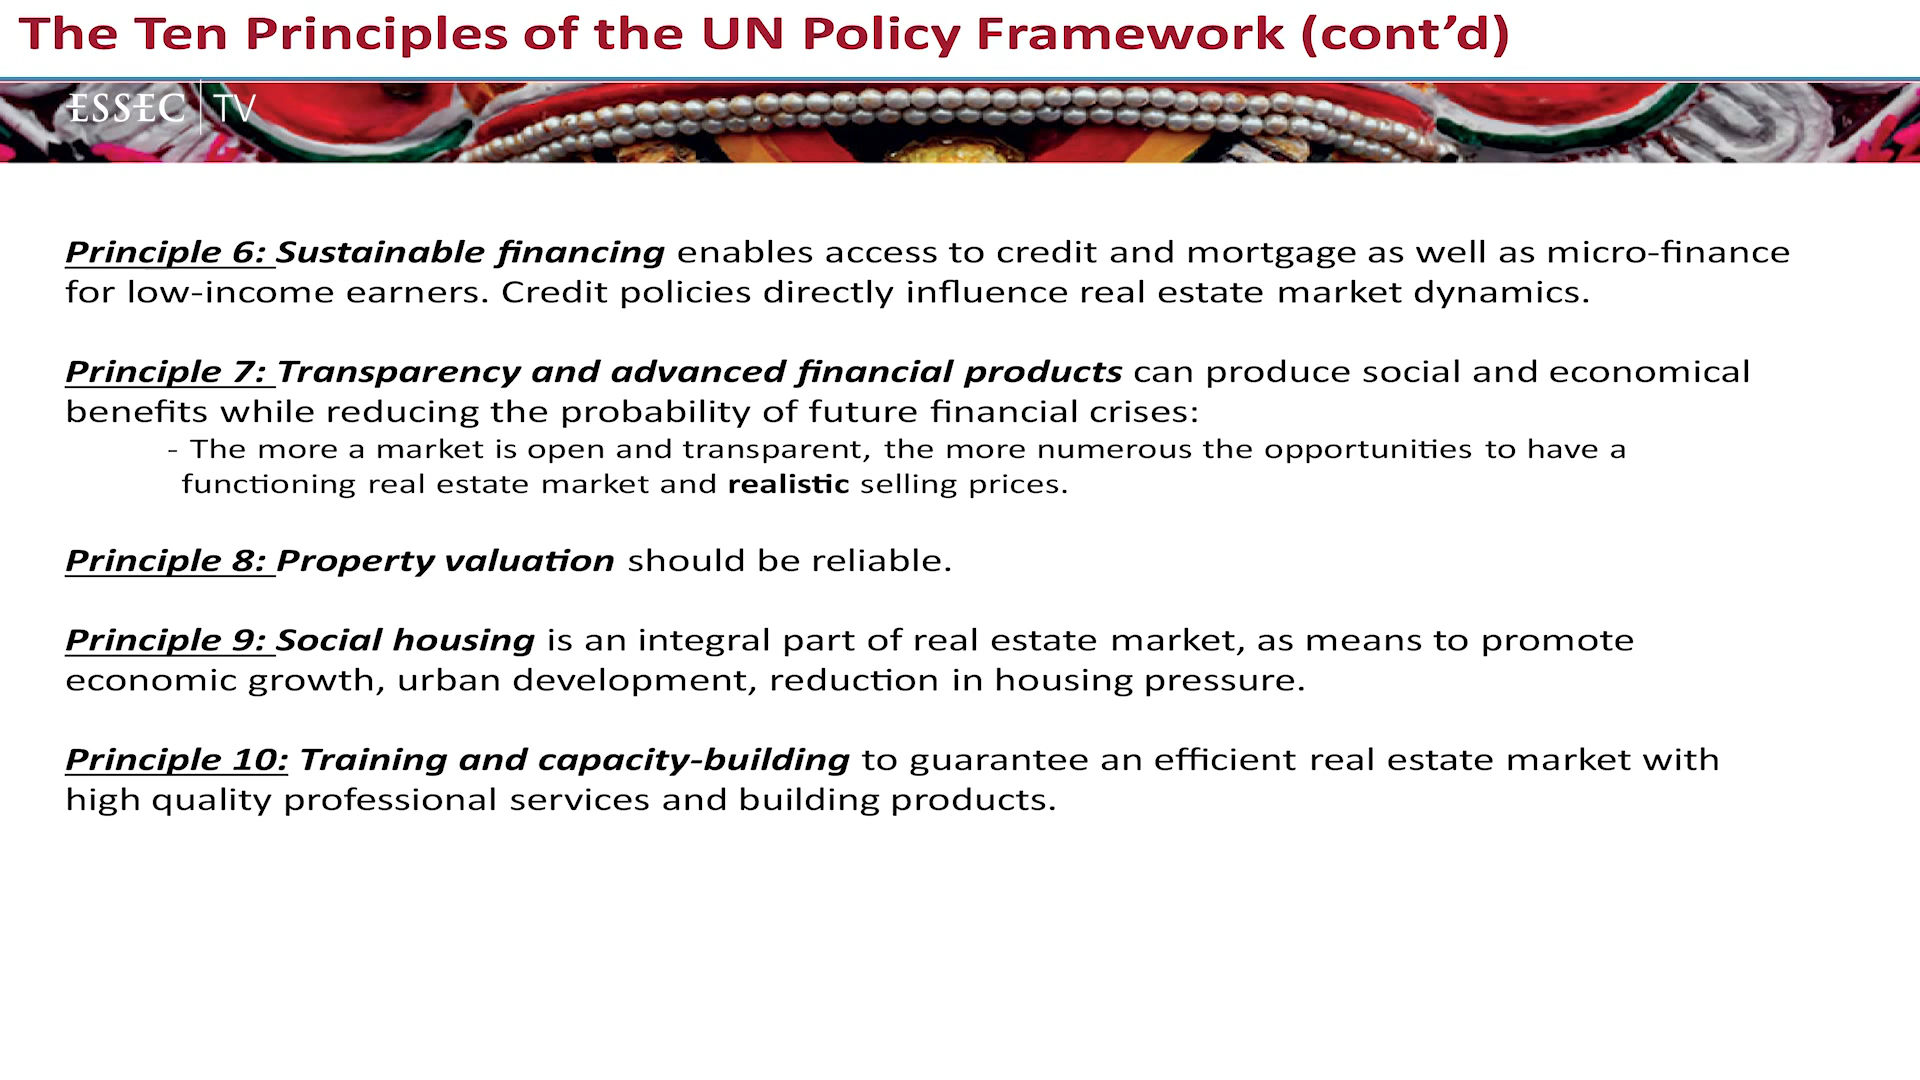 The Ten Principles of the UN Policy Framework (cont’d)
ESSEC TV
Principle 6: Sustainable financing enables access to credit and mortgage as well as micro-finance
for low-income earners. Credit policies directly influence real estate market dynamics.
Principle 7: Transparency and advanced financial products can produce social and economical
benefits while reducing the probability of future financial crises:
- The more a market is open and transparent, the more numerous the opportunities to have a
functioning real estate market and realistic selling prices.
Principle 8: Property valuation should be reliable.
Principle 9: Social housing is an integral part of real estate market, as means to promote
economic growth, urban development, reduction in housing pressure.
Principle 10: Training and capacity-building to guarantee an efficient real estate market with
high quality professional services and building products.